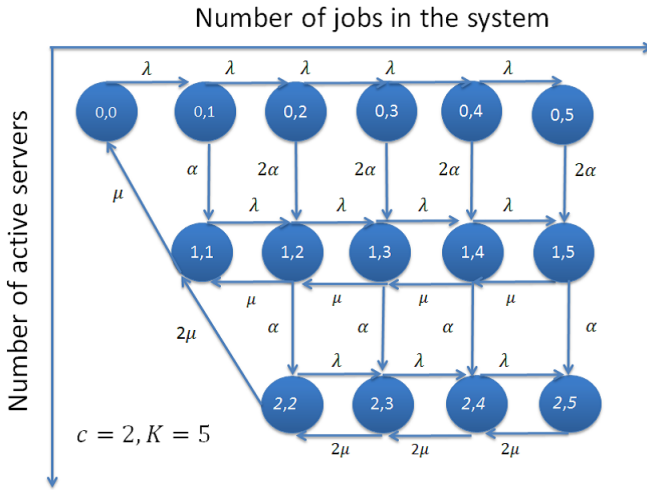 Number of jobs in the system
Number of active servers
λ λ λ λ λ
0,0 0,1 0,2 0,3 0,4 0,5
α 2α 2α 2α 2α
μ
λ λ λ λ
1,1 1,2 1,3 1,4 1,5
μ μ μ μ
2μ α α α α
λ λ λ
2,2 2,3 2,4 2,5
2μ 2μ 2μ
c = 2, K = 5